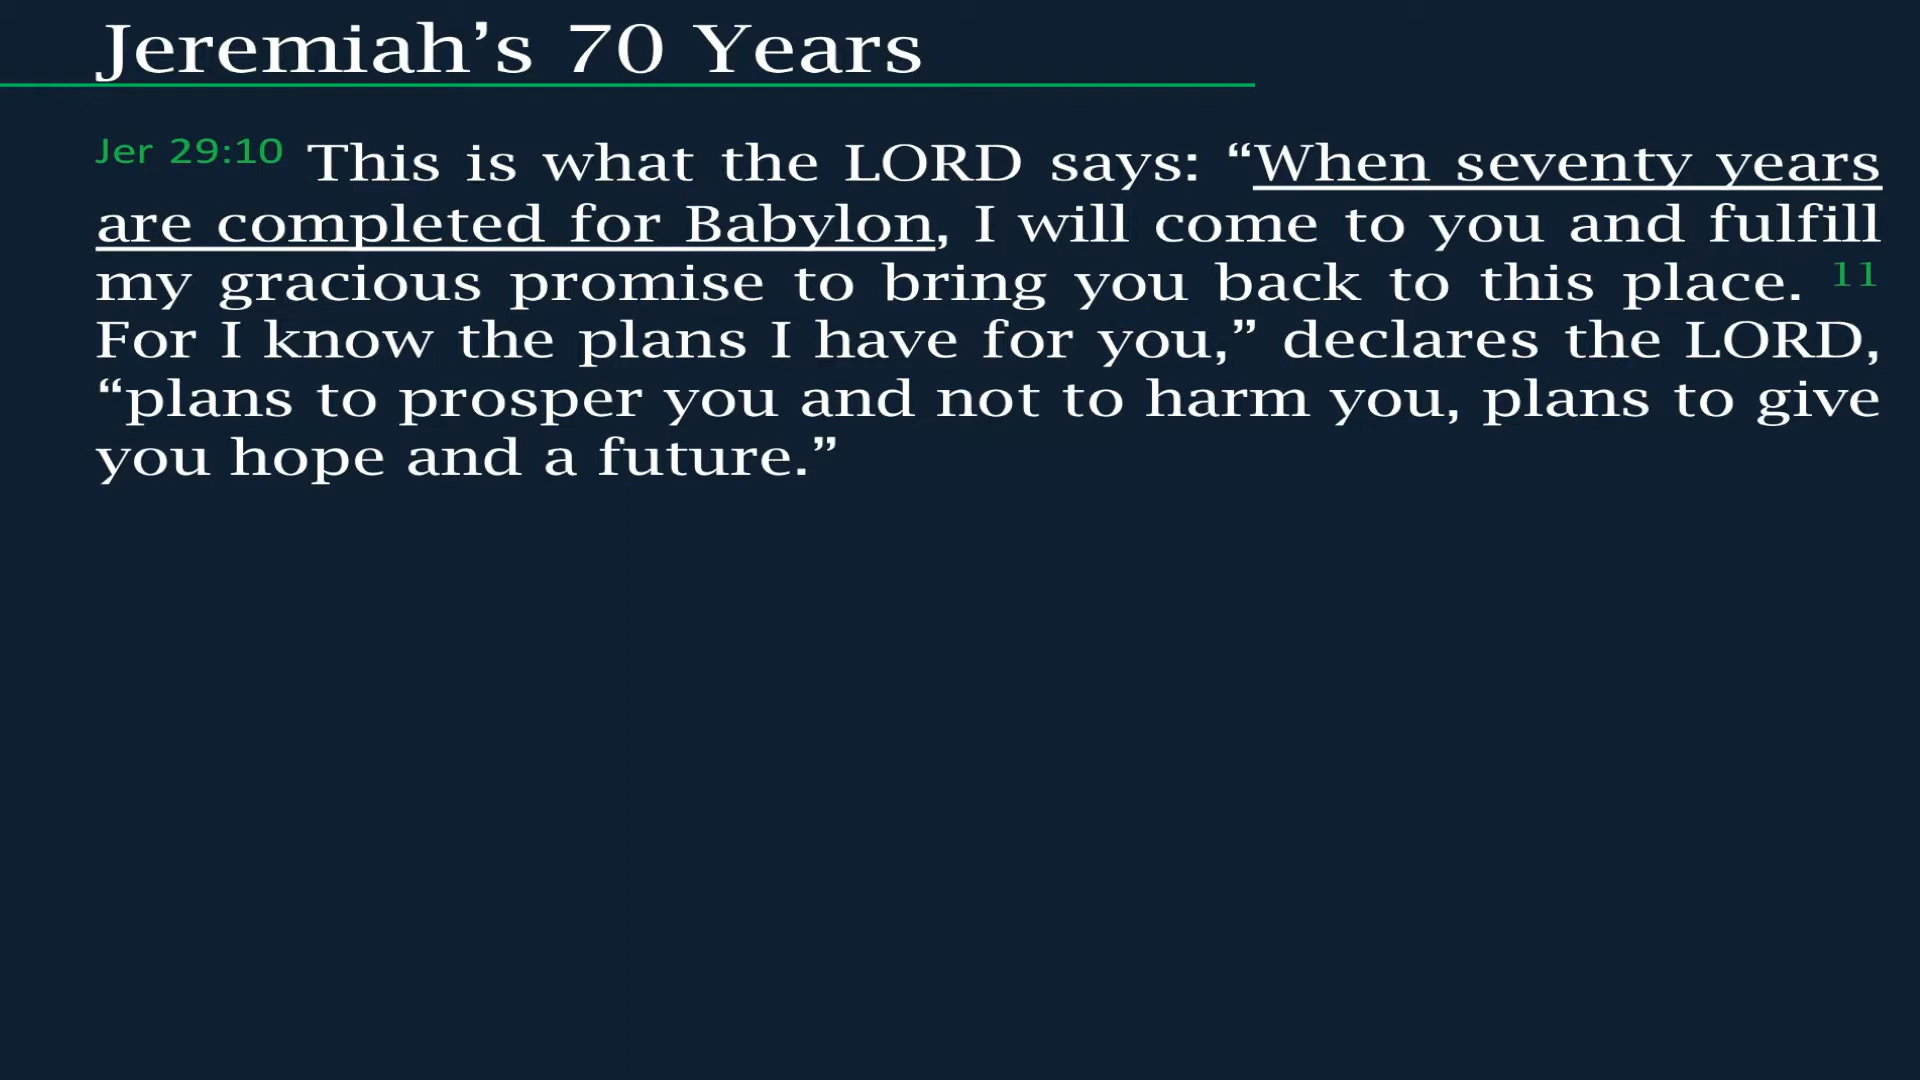 Jeremiah’s 70 Years
Jer 29:10 This is what the LORD says: “When seventy years
are completed for Babylon, I will come to you and fulfill
my gracious promise to bring you back to this place. 11
For I know the plans I have for you,” declares the LORD,
“plans to prosper you and not to harm you, plans to give
you hope and a future.”